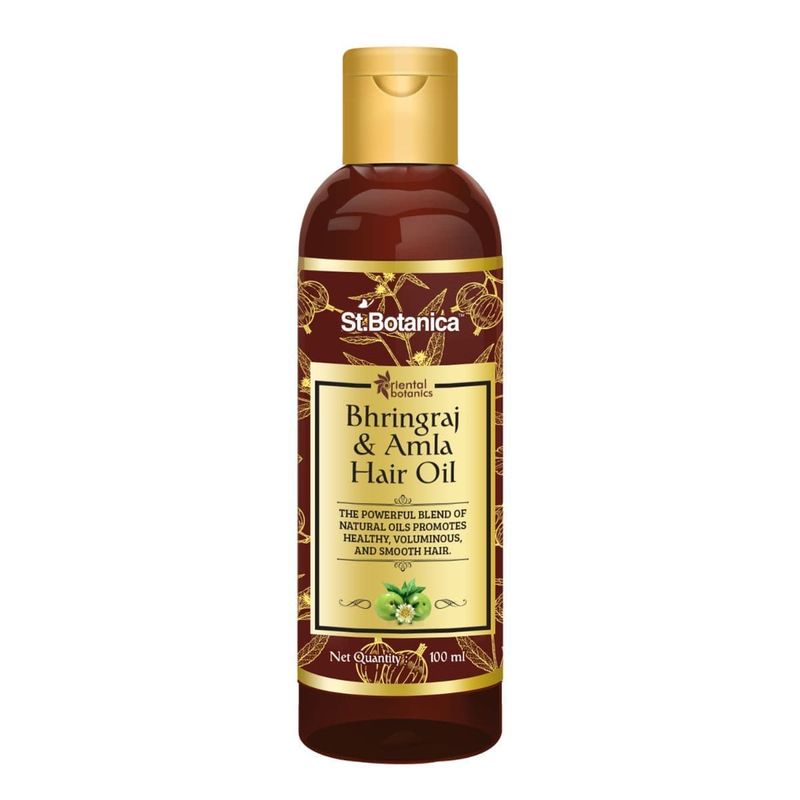 St.Botanica™
Oriental
botanics
Bhringraj
& Amla
Hair Oil
THE POWERFUL BLEND OF
NATURAL OILS PROMOTES
HEALTHY, VOLUMINOUS,
AND SMOOTH HAIR.
Net Quantity : 100 ml